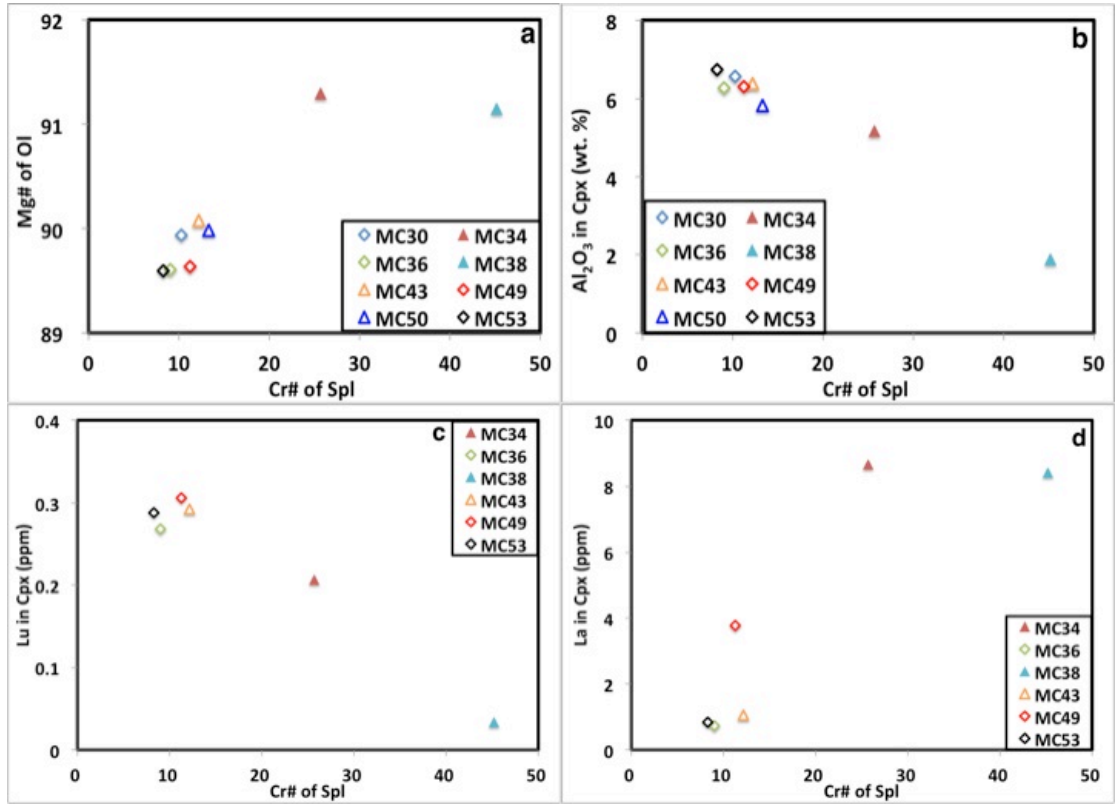 92
91
90
89
Mg# of Ol
a
MC30 MC34
MC36 MC38
MC43 MC49
MC50 MC53
0 10 20 30 40 50
Cr# of Spl
8
6
4
2
0
Al₂O₃ in Cpx (wt. %)
b
MC30 MC34
MC36 MC38
MC43 MC49
MC50 MC53
0 10 20 30 40 50
Cr# of Spl
0.4
0.3
0.2
0.1
0
Lu in Cpx (ppm)
c
MC34
MC36
MC38
MC43
MC49
MC53
0 10 20 30 40 50
Cr# of Spl
10
8
6
4
2
0
La in Cpx (ppm)
d
MC34
MC36
MC38
MC43
MC49
MC53
0 10 20 30 40 50
Cr# of Spl